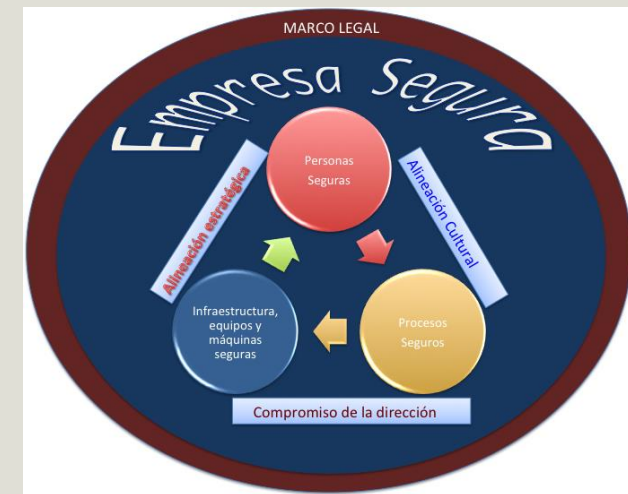 MARCO LEGAL
Empresa Segura
Personas
Seguras
Alineación estratégica
Alineación Cultural
Infraestructura,
equipos y
máquinas
seguras
Procesos
Seguros
Compromiso de la dirección